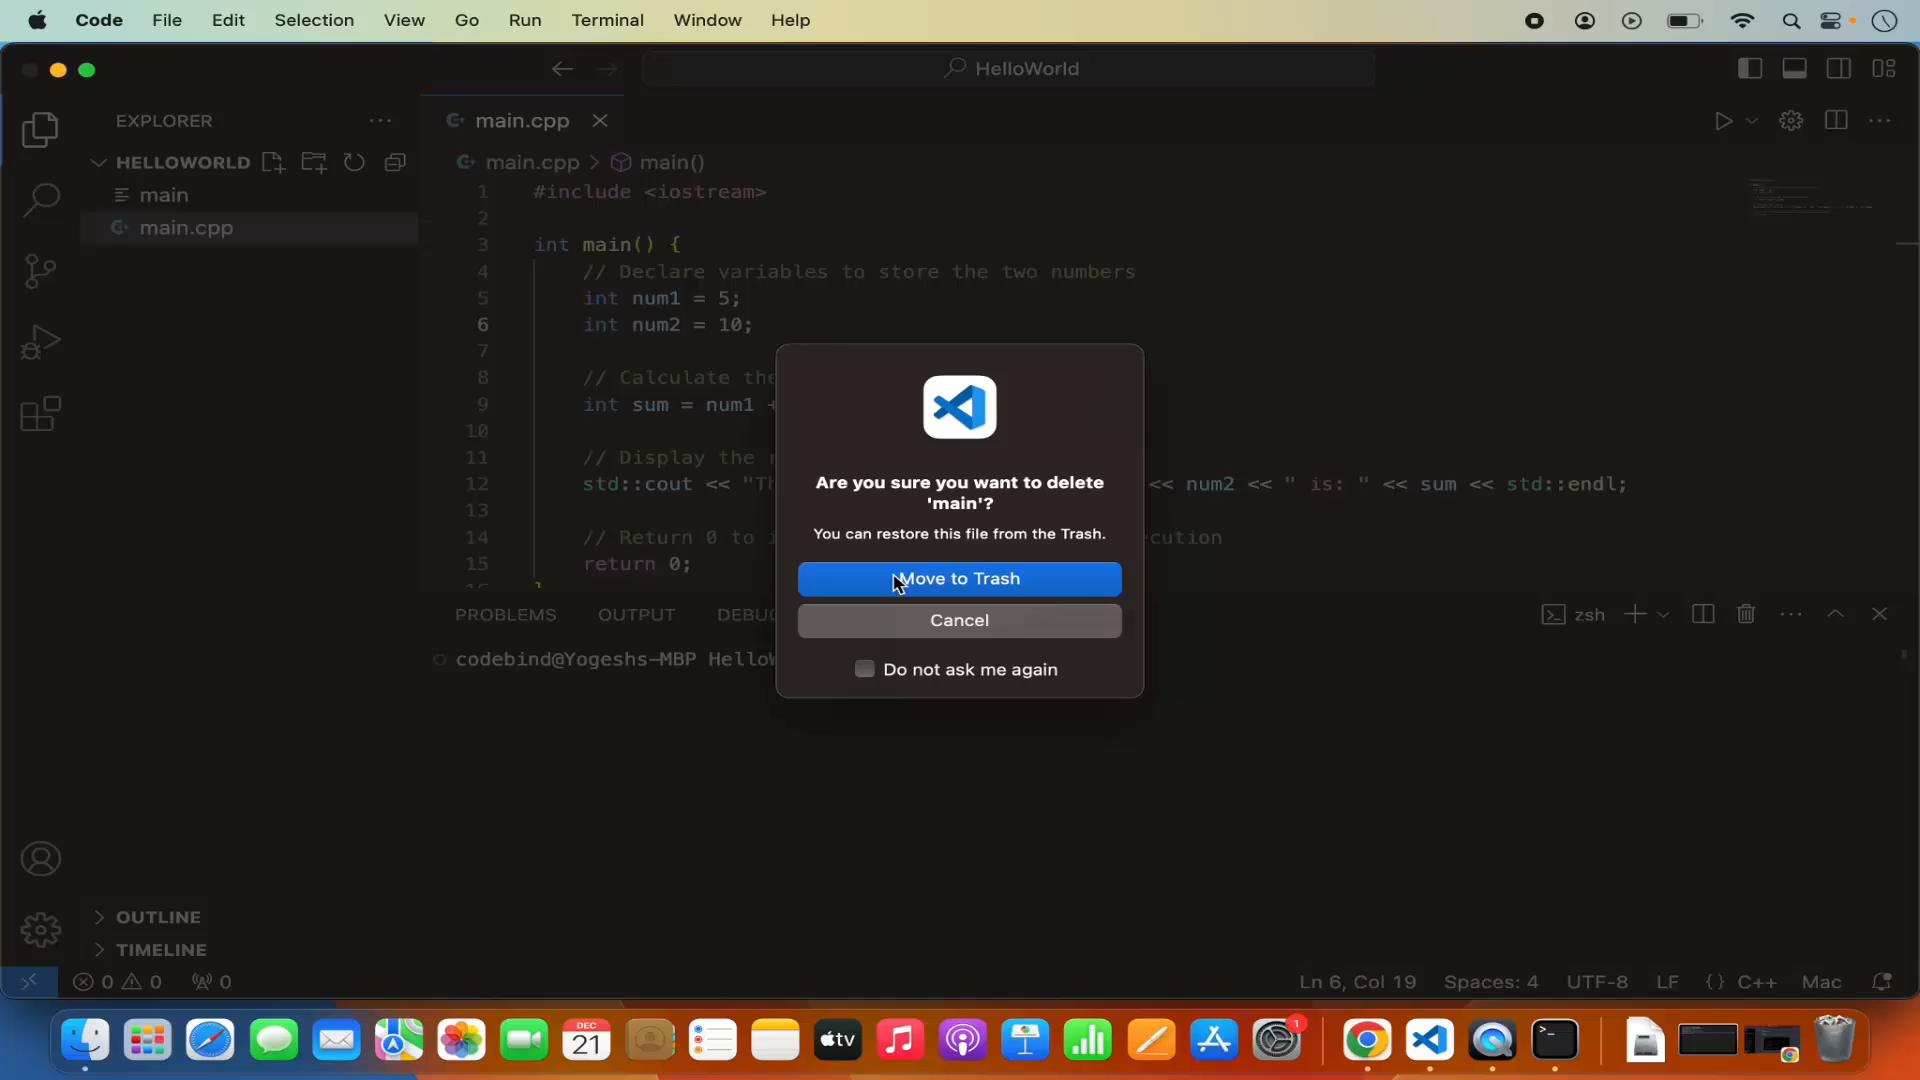 Code File Edit Selection View Go Run Terminal Window Help
HelloWorld
EXPLORER
main.cpp
HELLOWORLD
main
main.cpp
main.cpp > main()
1 #include <iostream>
2
3 int main() {
4 // Declare variables to store the two numbers
5 int num1 = 5;
6 int num2 = 10;
7
8 // Calculate the
9 int sum = num1 +
10
11 // Display the
12 std::cout << "Th << num2 << " is: " << sum << std::endl;
13
14 // Return 0 to
15 return 0;
Are you sure you want to delete
'main'?
You can restore this file from the Trash.
Move to Trash
Cancel
Do not ask me again
PROBLEMS OUTPUT DEBU zsh
codebind@Yogeshs-MBP HelloW
OUTLINE
TIMELINE
0 0 0 Ln 6, Col 19 Spaces: 4 UTF-8 LF {} C++ Mac
DEC
21
tv
1